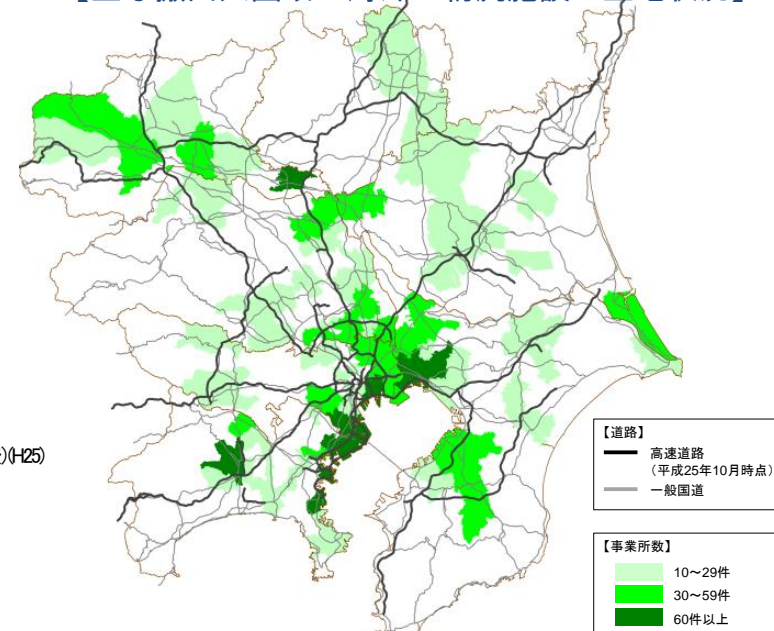 )(H25)
【道路】
高速道路
(平成25年10月時点)
一般国道
【事業所数】
10～29件
30～59件
60件以上